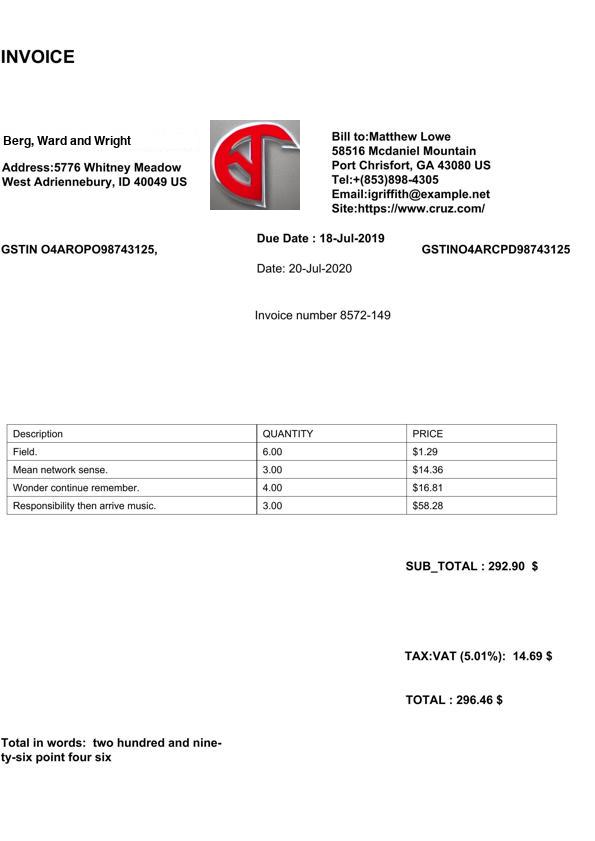 INVOICE
Berg, Ward and Wright
Address:5776 Whitney Meadow
West Adriennebury, ID 40049 US
Bill to:Matthew Lowe
58516 Mcdaniel Mountain
Port Chrisfort, GA 43080 US
Tel:+(853)898-4305
Email:igriffith@example.net
Site:https://www.cruz.com/
GSTIN O4AROPO98743125,
Due Date : 18-Jul-2019
GSTINO4ARCPD98743125
Date: 20-Jul-2020
Invoice number 8572-149
Description QUANTITY PRICE
Field. 6.00 $1.29
Mean network sense. 3.00 $14.36
Wonder continue remember. 4.00 $16.81
Responsibility then arrive music. 3.00 $58.28
SUB_TOTAL : 292.90 $
TAX:VAT (5.01%): 14.69 $
TOTAL : 296.46 $
Total in words: two hundred and nine-
ty-six point four six